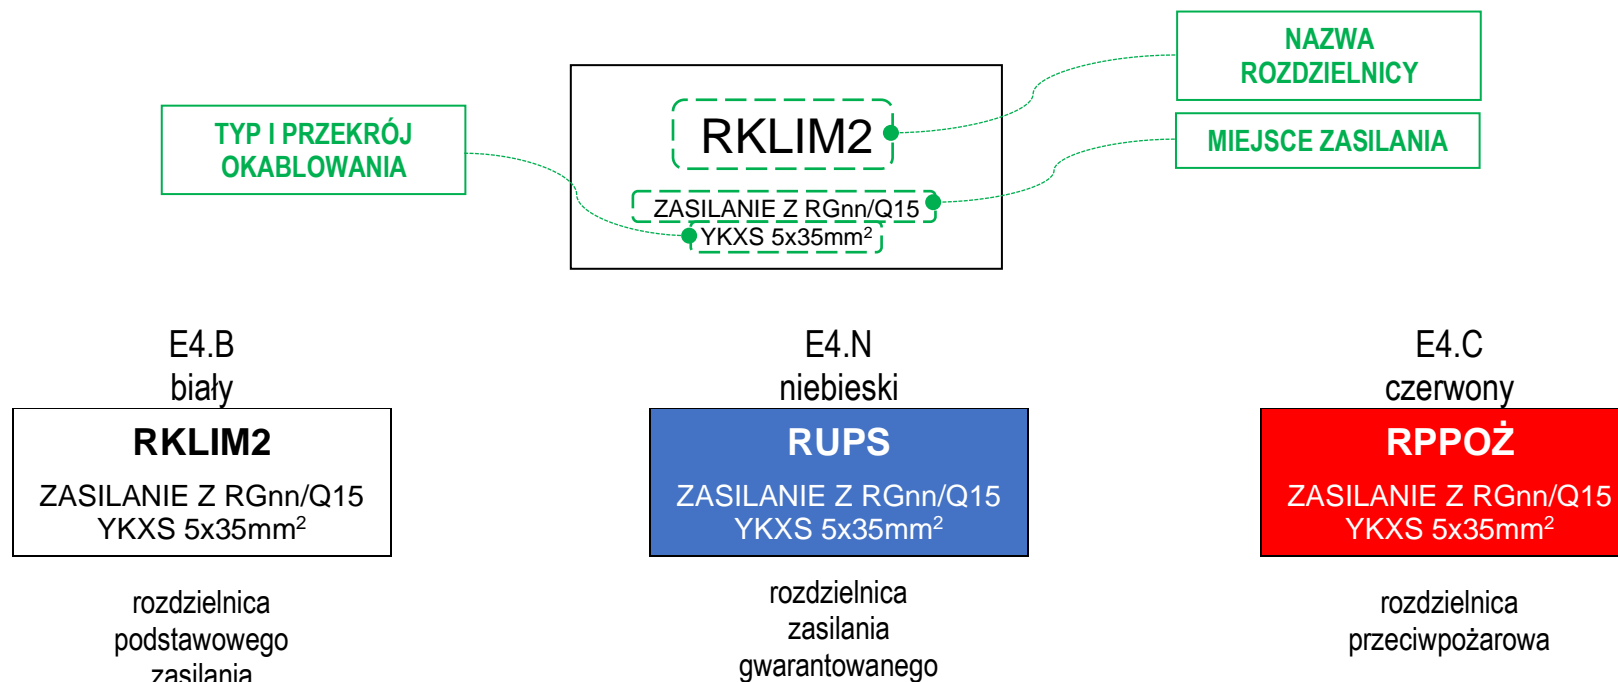 NAZWA
ROZDZIELNICY
TYP I PRZEKRÓJ
OKABLOWANIA
RKLIM2
MIEJSCE ZASILANIA
ZASILANIE Z RGnn/Q15
YKXS 5x35mm²
E4.B
biały
RKLIM2
ZASILANIE Z RGnn/Q15
YKXS 5x35mm²
rozdzielnica
podstawowego
zasilania
E4.N
niebieski
RUPS
ZASILANIE Z RGnn/Q15
YKXS 5x35mm²
rozdzielnica
zasilania
gwarantowanego
E4.C
czerwony
RPPOŻ
ZASILANIE Z RGnn/Q15
YKXS 5x35mm²
rozdzielnica
przeciwpożarowa